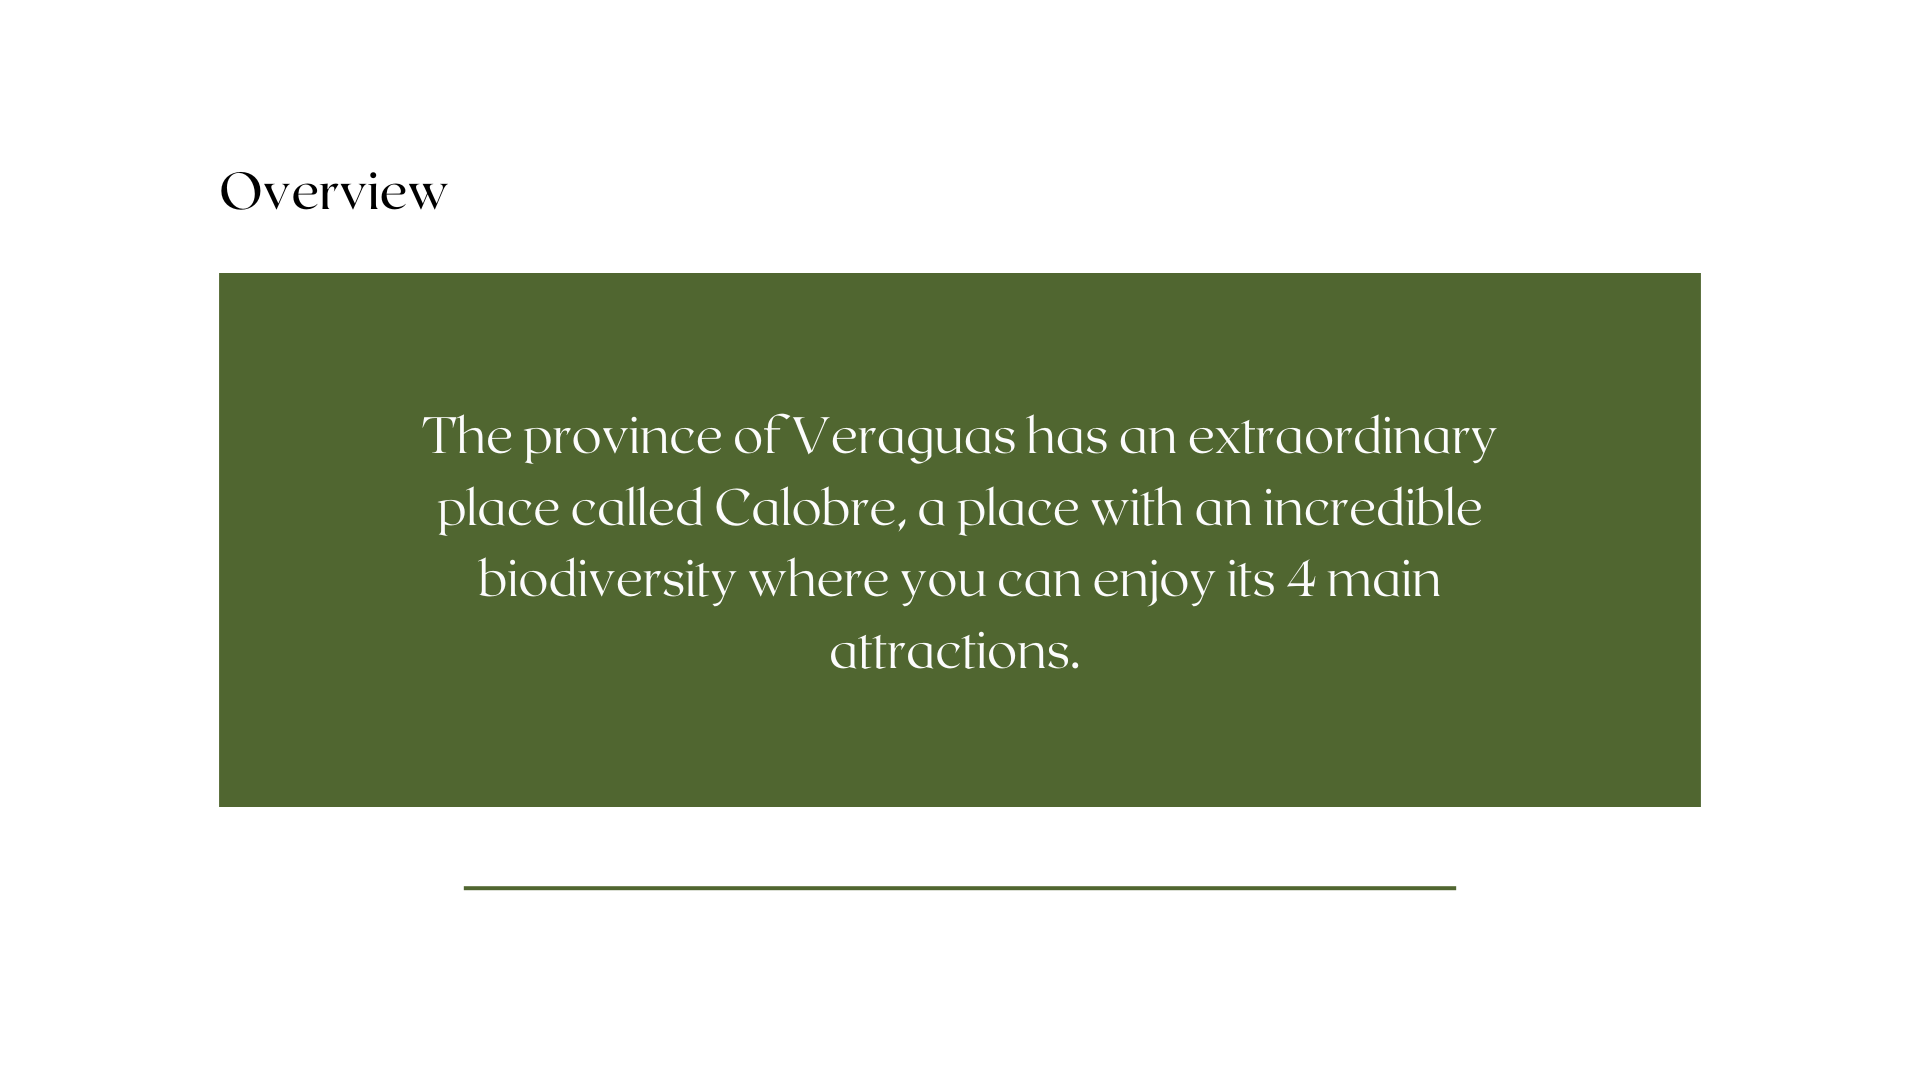 Overview
The province of Veraguas has an extraordinary
place called Calobre, a place with an incredible
biodiversity where you can enjoy its 4 main
attractions.